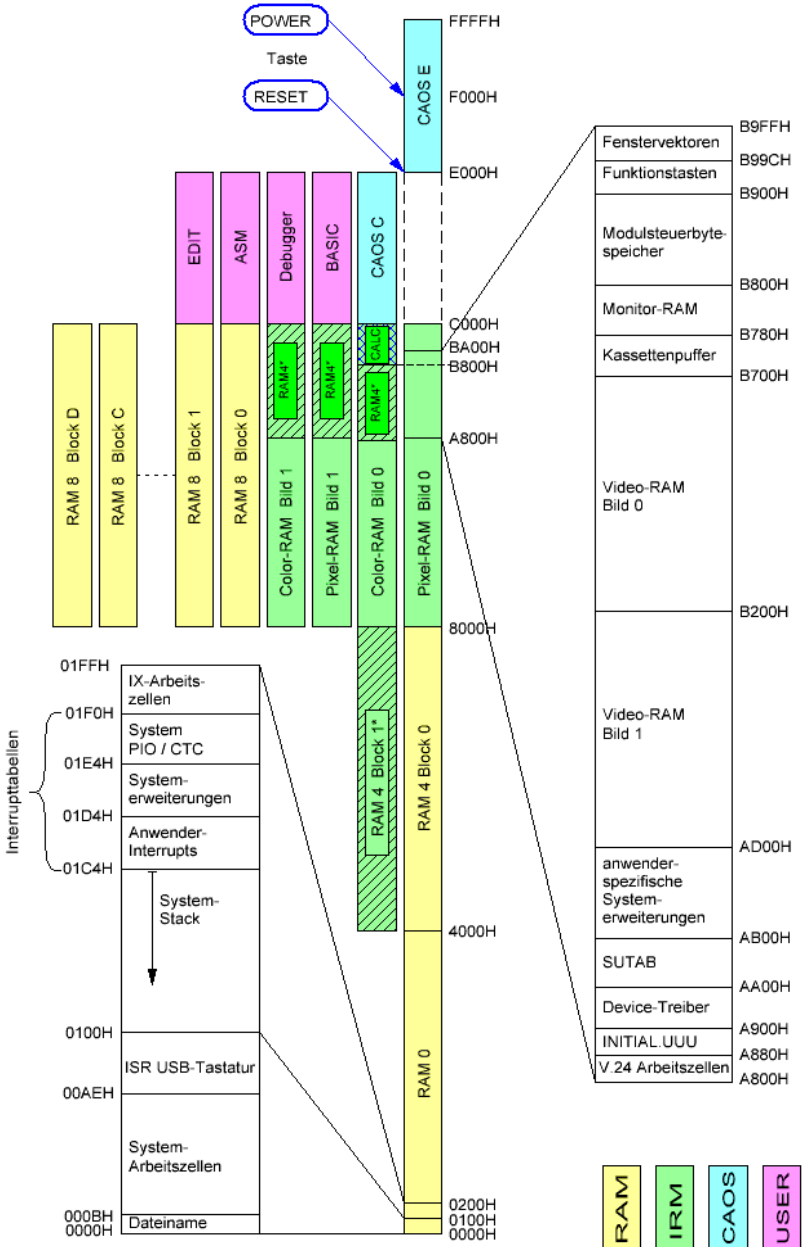 POWER
Taste
RESET
FFFFH
F000H
E000H
CAOS E
EDIT
ASM
Debugger
BASIC
CAOS C
C000H
BA00H
B800H
A800H
8000H
4000H
0200H
0100H
0000H
RAM 8 Block D
RAM 8 Block C
RAM 8 Block 1
RAM 8 Block 0
RAM4*
Color-RAM Bild 1
RAM4*
Pixel-RAM Bild 1
CALC
RAM4*
Color-RAM Bild 0
Pixel-RAM Bild 0
RAM 4 Block 1*
RAM 4 Block 0
RAM 0
B9FFH
Fenstervektoren
B99CH
Funktionstasten
B900H
Modulsteuerbyte-
speicher
B800H
Monitor-RAM
B780H
Kassettenpuffer
B700H
Video-RAM
Bild 0
B200H
Video-RAM
Bild 1
AD00H
anwender-
spezifische
System-
erweiterungen
AB00H
SUTAB
AA00H
Device-Treiber
A900H
INITIAL.UUU
A880H
V.24 Arbeitszellen
A800H
Interrupttabellen
01FFH
IX-Arbeits-
zellen
01F0H
System
PIO / CTC
01E4H
System-
erweiterungen
01D4H
Anwender-
Interrupts
01C4H
System-
Stack
0100H
ISR USB-Tastatur
00AEH
System-
Arbeitszellen
000BH
Dateiname
0000H
RAM
IRM
CAOS
USER